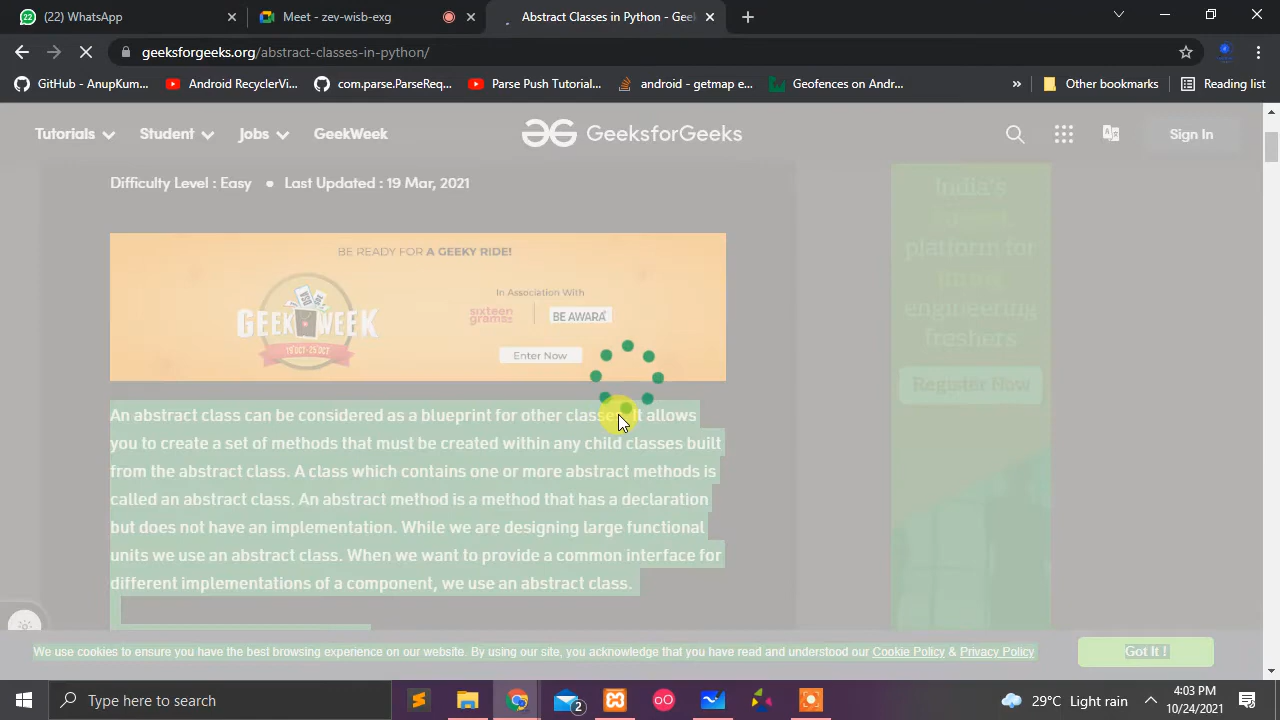 (22) WhatsApp
Meet - zev-wisb-exg
Abstract Classes in Python - Geek
geeksforgeeks.org/abstract-classes-in-python/
GitHub - AnupKum...
Android RecyclerVi...
com.parse.ParseReq...
Parse Push Tutorial...
android - getmap e...
Geofences on Andr...
»
Other bookmarks
Reading list
Tutorials
Student
Jobs
GeekWeek
GeeksforGeeks
Sign In
Difficulty Level : Easy ● Last Updated : 19 Mar, 2021
BE READY FOR A GEEKY RIDE!
GEEK WEEK
In Association With
sixteen
grams
BE AWARA
Enter Now
India's
platform for
engineering
freshers
Register Now
An abstract class can be considered as a blueprint for other classes. It allows
you to create a set of methods that must be created within any child classes built
from the abstract class. A class which contains one or more abstract methods is
called an abstract class. An abstract method is a method that has a declaration
but does not have an implementation. While we are designing large functional
units we use an abstract class. When we want to provide a common interface for
different implementations of a component, we use an abstract class.
We use cookies to ensure you have the best browsing experience on our website. By using our site, you acknowledge that you have read and understood our Cookie Policy & Privacy Policy
Got It !
Type here to search
2
29°C Light rain
4:03 PM
10/24/2021